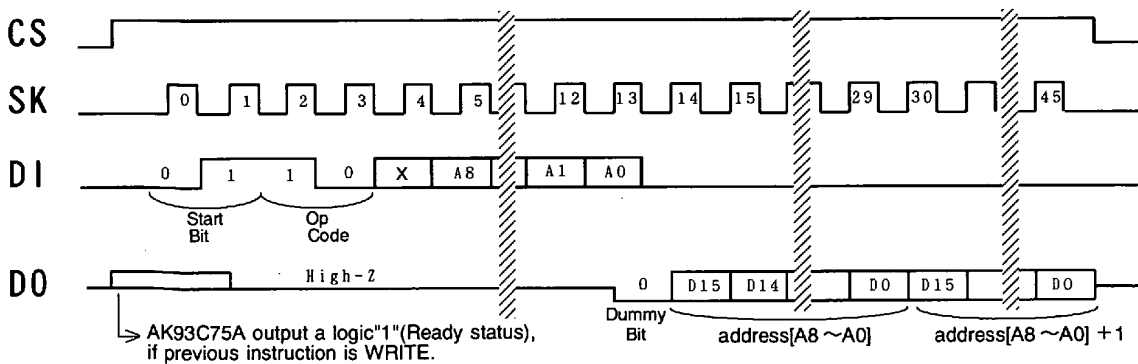 CS
SK 0 1 2 3 4 5 12 13 14 15 29 30 45
DI 0 1 1 0 X A8 A1 A0
Start Bit
Op Code
DO High-Z 0 D15 D14 D0 D15 D0
Dummy Bit
address[A8 ~A0]
address[A8 ~A0] +1
AK93C75A output a logic"1"(Ready status),
if previous instruction is WRITE.